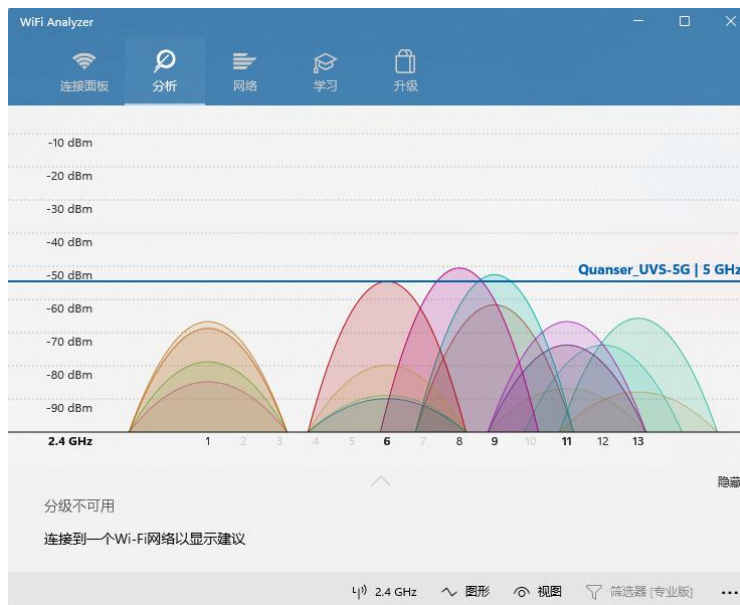 WiFi Analyzer
连接面板
分析
网络
学习
升级
-10 dBm
-20 dBm
-30 dBm
-40 dBm
-50 dBm
Quanser_UVS-5G | 5 GHz
-60 dBm
-70 dBm
-80 dBm
-90 dBm
2.4 GHz 1 2 3 4 5 6 7 8 9 10 11 12 13
隐藏
分级不可用
连接到一个Wi-Fi网络以显示建议
2.4 GHz 图形 视图 筛选器 [专业版]